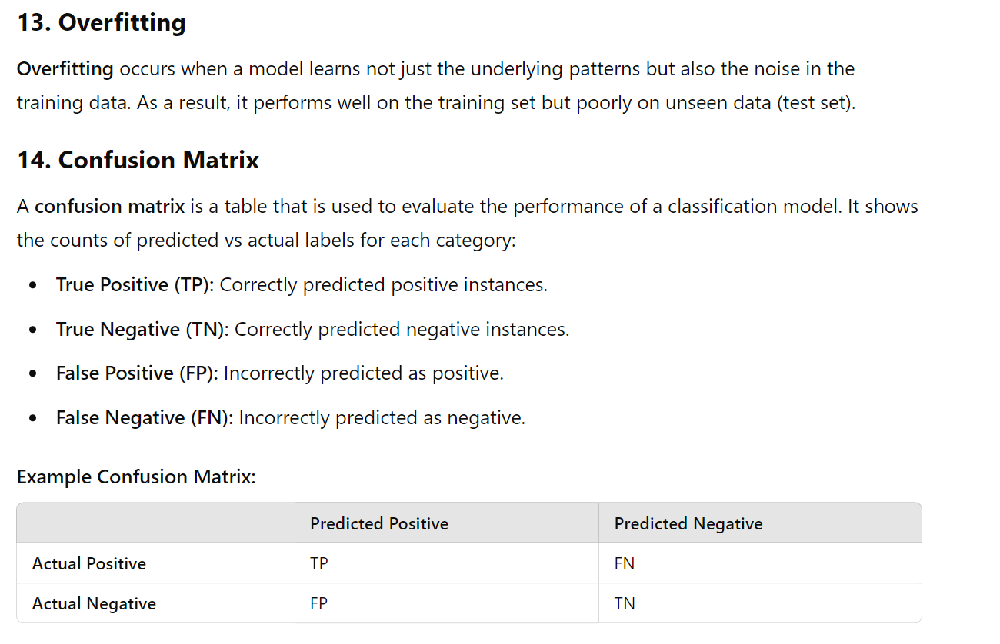 13. Overfitting
Overfitting occurs when a model learns not just the underlying patterns but also the noise in the
training data. As a result, it performs well on the training set but poorly on unseen data (test set).
14. Confusion Matrix
A confusion matrix is a table that is used to evaluate the performance of a classification model. It shows
the counts of predicted vs actual labels for each category:
• True Positive (TP): Correctly predicted positive instances.
• True Negative (TN): Correctly predicted negative instances.
• False Positive (FP): Incorrectly predicted as positive.
• False Negative (FN): Incorrectly predicted as negative.
Example Confusion Matrix:
Predicted Positive Predicted Negative
Actual Positive TP FN
Actual Negative FP TN